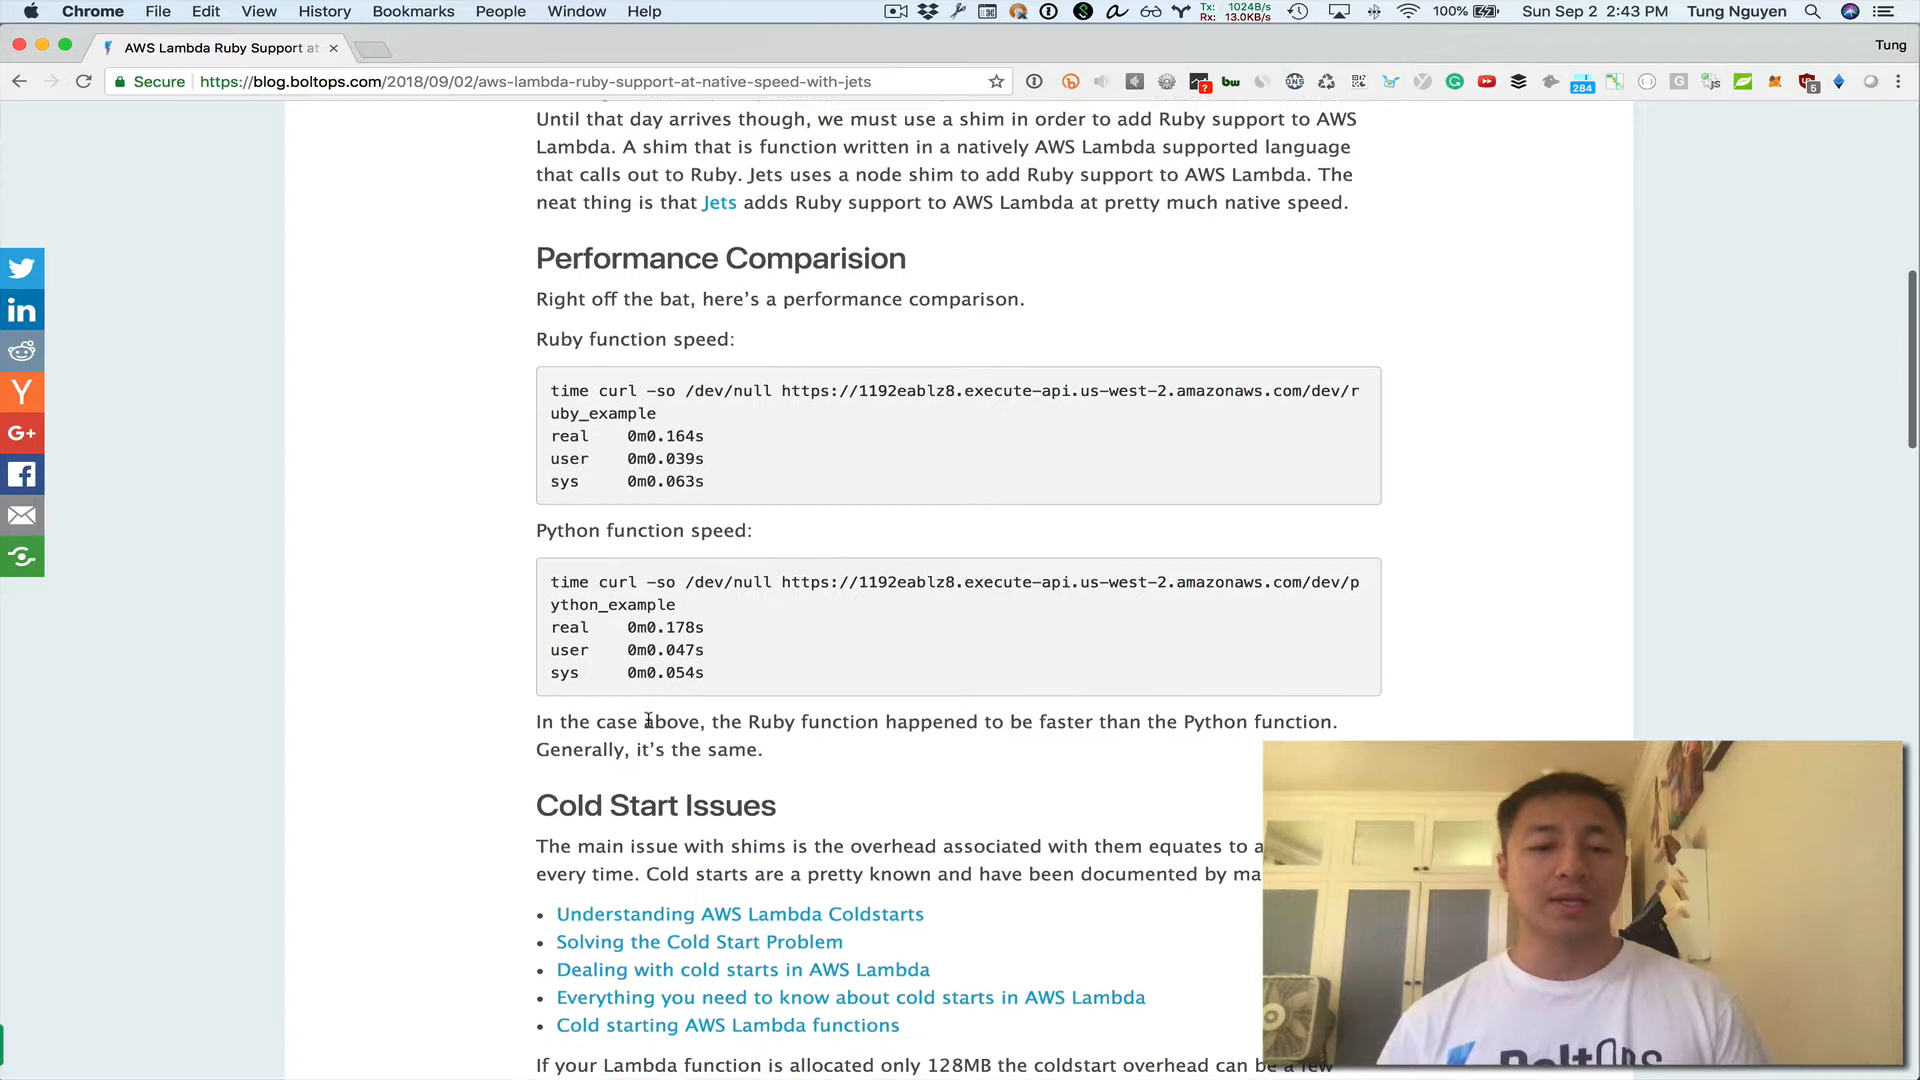 Chrome File Edit View History Bookmarks People Window Help Tx: 1024B/s Rx: 13.0KB/s 100% Sun Sep 2 2:43 PM Tung Nguyen
AWS Lambda Ruby Support at Tung
Secure https://blog.boltops.com/2018/09/02/aws-lambda-ruby-support-at-native-speed-with-jets
Until that day arrives though, we must use a shim in order to add Ruby support to AWS
Lambda. A shim that is function written in a natively AWS Lambda supported language
that calls out to Ruby. Jets uses a node shim to add Ruby support to AWS Lambda. The
neat thing is that Jets adds Ruby support to AWS Lambda at pretty much native speed.
Performance Comparision
Right off the bat, here's a performance comparison.
Ruby function speed:
time curl -so /dev/null https://1192eablz8.execute-api.us-west-2.amazonaws.com/dev/r
uby_example
real 0m0.164s
user 0m0.039s
sys 0m0.063s
Python function speed:
time curl -so /dev/null https://1192eablz8.execute-api.us-west-2.amazonaws.com/dev/p
ython_example
real 0m0.178s
user 0m0.047s
sys 0m0.054s
In the case above, the Ruby function happened to be faster than the Python function.
Generally, it's the same.
Cold Start Issues
The main issue with shims is the overhead associated with them equates to a
every time. Cold starts are a pretty known and have been documented by
• Understanding AWS Lambda Coldstarts
• Solving the Cold Start Problem
• Dealing with cold starts in AWS Lambda
• Everything you need to know about cold starts in AWS Lambda
• Cold starting AWS Lambda functions
If your Lambda function is allocated only 128MB the coldstart overhead can be a few
BoltOps